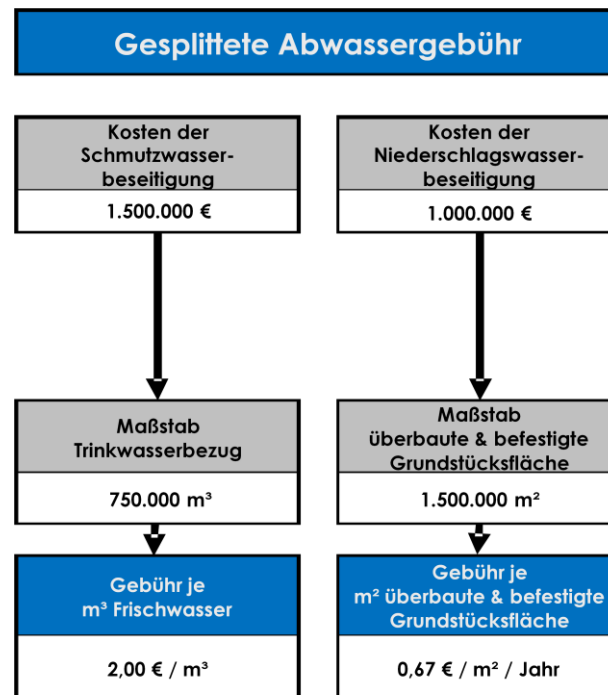 Gesplittete Abwassergebühr
Kosten der
Schmutzwasser-
beseitigung
1.500.000 €
Kosten der
Niederschlagswasser-
beseitigung
1.000.000 €
Maßstab
Trinkwasserbezug
750.000 m³
Maßstab
überbaute & befestigte
Grundstücksfläche
1.500.000 m²
Gebühr je
m³ Frischwasser
2,00 € / m³
Gebühr je
m² überbaute & befestigte
Grundstücksfläche
0,67 € / m² / Jahr